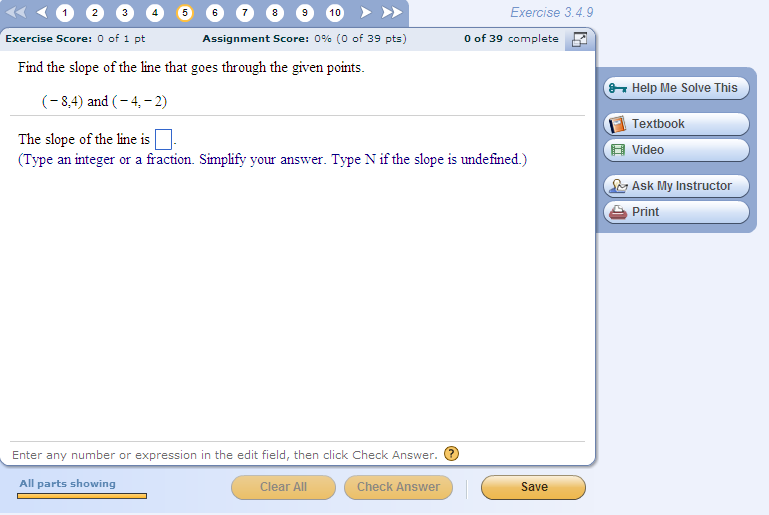 1 2 3 4 5 6 7 8 9 10
Exercise 3.4.9
Exercise Score: 0 of 1 pt Assignment Score: 0% (0 of 39 pts) 0 of 39 complete
Find the slope of the line that goes through the given points.
(−8,4) and (−4,−2)
The slope of the line is .
(Type an integer or a fraction. Simplify your answer. Type N if the slope is undefined.)
Help Me Solve This
Textbook
Video
Ask My Instructor
Print
Enter any number or expression in the edit field, then click Check Answer. ?
All parts showing
Clear All
Check Answer
Save